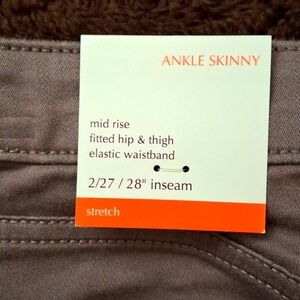 ANKLE SKINNY
mid rise
fitted hip & thigh
elastic waistband
2/27 / 28" inseam
stretch